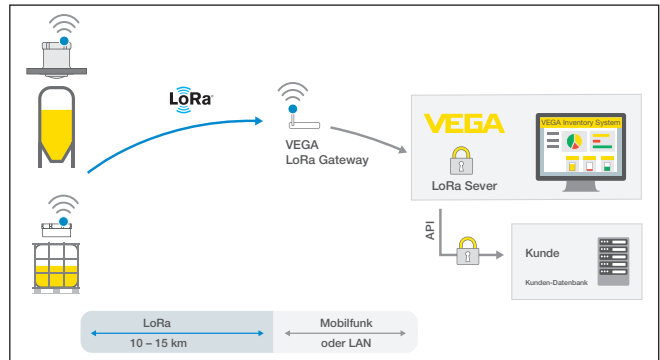 LoRa
VEGA
LoRa Gateway
VEGA
LoRa Sever
VEGA Inventory System
API
Kunde
Kunden-Datenbank
LoRa
10 – 15 km
Mobilfunk
oder LAN